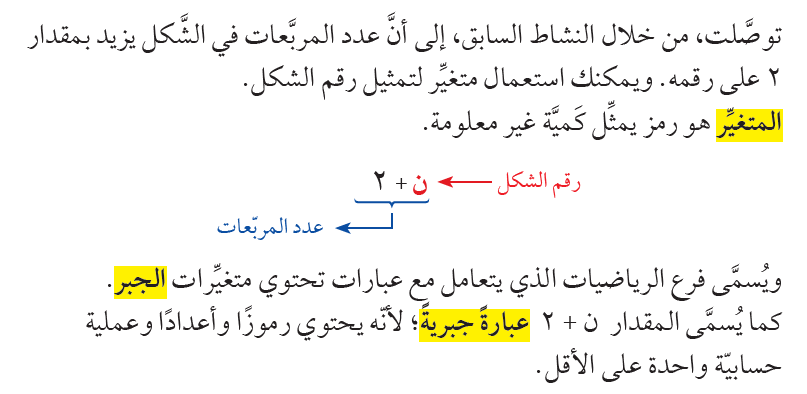 توصَّلت، من خلال النشاط السابق، إلى أنَّ عدد المربَّعات في الشَّكل يزيد بمقدار
٢ على رقمه. ويمكنك استعمال متغيِّر لتمثيل رقم الشكل.
المتغيِّر هو رمز يمثِّل كَميَّة غير معلومة.
ن + ٢ رقم الشكل
عدد المربّعات
ويُسمَّى فرع الرياضيات الذي يتعامل مع عبارات تحتوي متغيِّرات الجبر.
كما يُسمَّى المقدار ن + ٢ عبارةً جبريةً؛ لأنّه يحتوي رموزًا وأعدادًا وعملية
حسابيّة واحدة على الأقل.